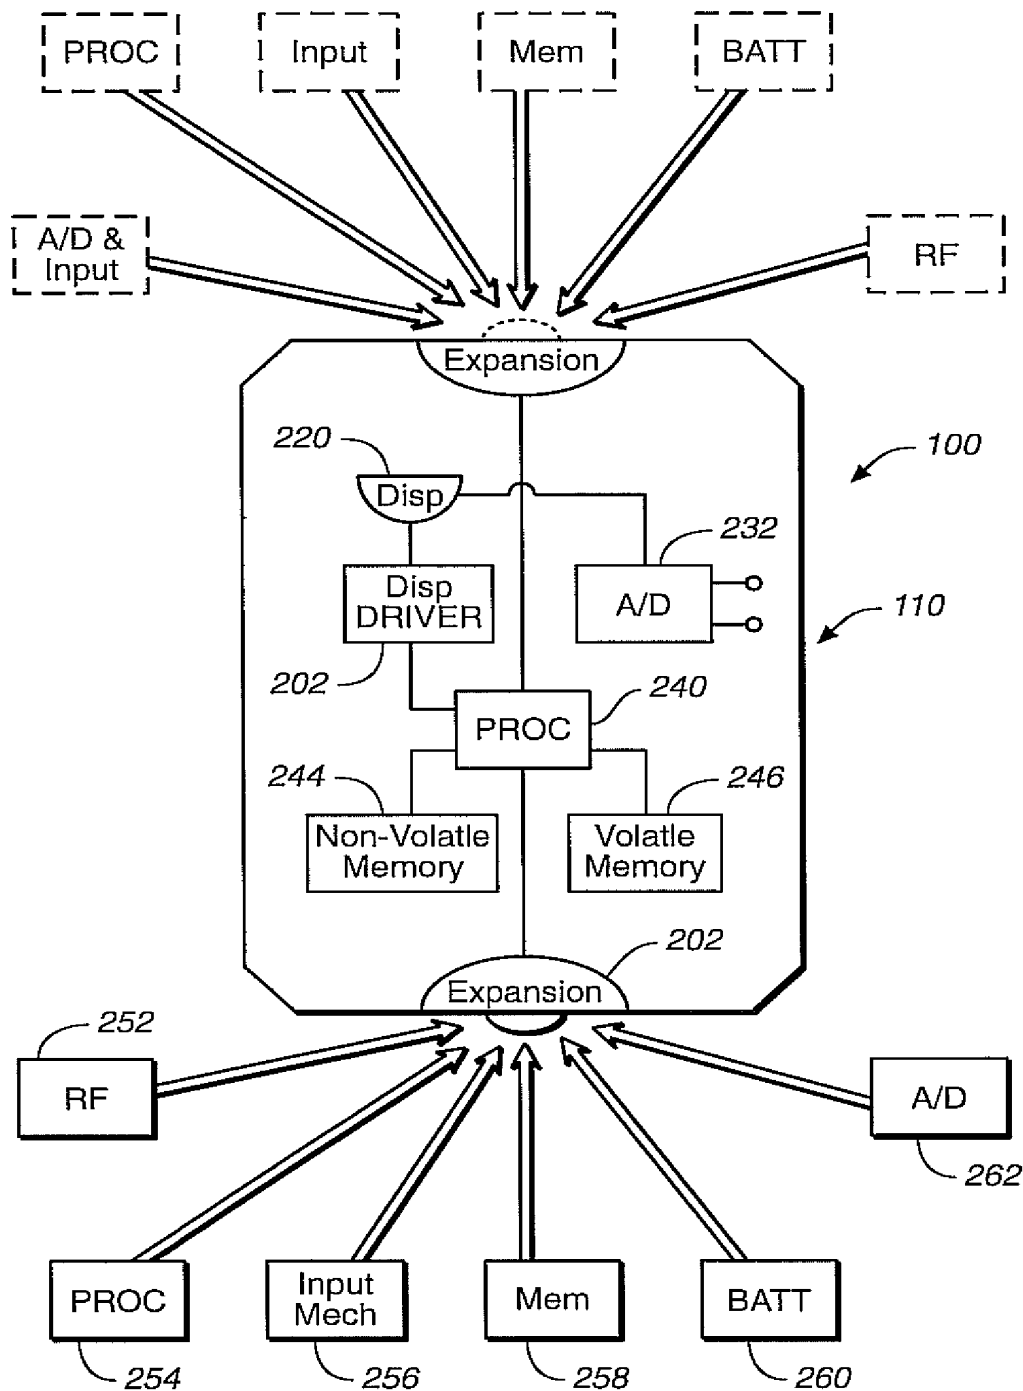 PROC
Input
Mem
BATT
A/D &
Input
RF
Expansion
220
100
Disp
232
Disp
DRIVER
A/D
110
202
240
PROC
244
246
Non-Volatle
Memory
Volatle
Memory
202
Expansion
252
RF
A/D
262
PROC
Input
Mech
Mem
BATT
254
256
258
260